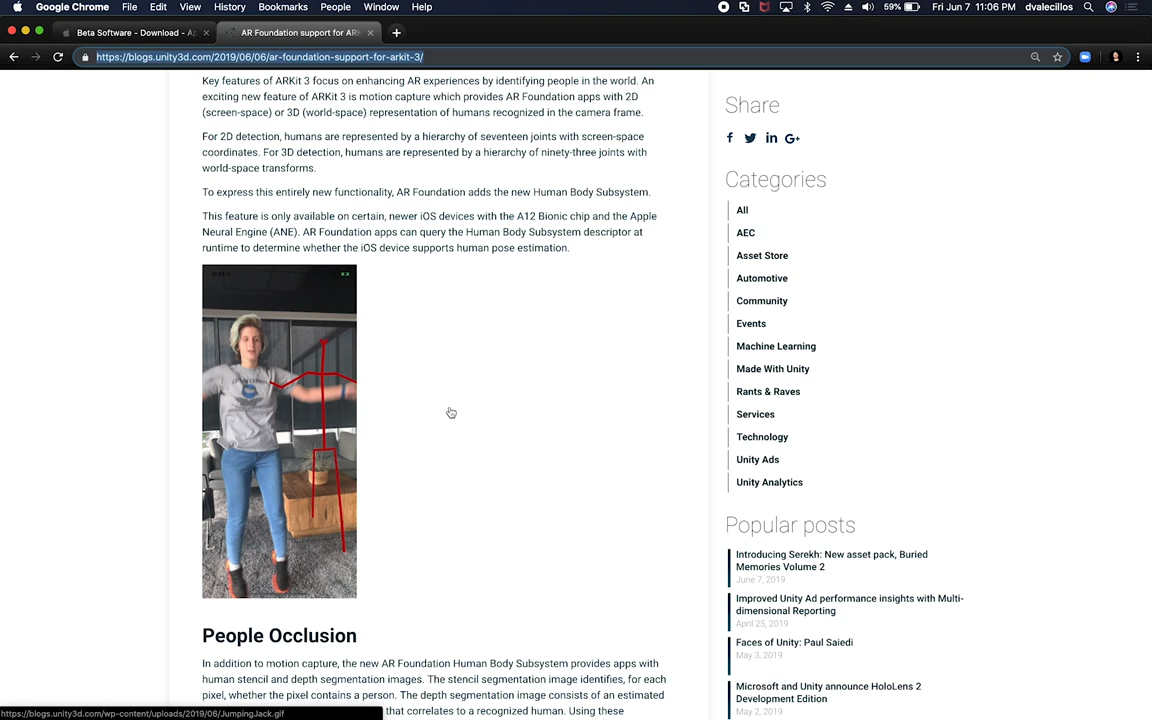 Google Chrome File Edit View History Bookmarks People Window Help 59% Fri Jun 7 11:06 PM dvalecillos
Beta Software - Download - Ap
AR Foundation support for ARK
https://blogs.unity3d.com/2019/06/06/ar-foundation-support-for-arkit-3/
Key features of ARKit 3 focus on enhancing AR experiences by identifying people in the world. An
exciting new feature of ARKit 3 is motion capture which provides AR Foundation apps with 2D
(screen-space) or 3D (world-space) representation of humans recognized in the camera frame.
For 2D detection, humans are represented by a hierarchy of seventeen joints with screen-space
coordinates. For 3D detection, humans are represented by a hierarchy of ninety-three joints with
world-space transforms.
To express this entirely new functionality, AR Foundation adds the new Human Body Subsystem.
This feature is only available on certain, newer iOS devices with the A12 Bionic chip and the Apple
Neural Engine (ANE). AR Foundation apps can query the Human Body Subsystem descriptor at
runtime to determine whether the iOS device supports human pose estimation.
People Occlusion
In addition to motion capture, the new AR Foundation Human Body Subsystem provides apps with
human stencil and depth segmentation images. The stencil segmentation image identifies, for each
pixel, whether the pixel contains a person. The depth segmentation image consists of an estimated
that correlates to a recognized human. Using these
https://blogs.unity3d.com/wp-content/uploads/2019/06/JumpingJack.gif
Share
f in G+
Categories
All
AEC
Asset Store
Automotive
Community
Events
Machine Learning
Made With Unity
Rants & Raves
Services
Technology
Unity Ads
Unity Analytics
Popular posts
Introducing Serekh: New asset pack, Buried
Memories Volume 2
June 7, 2019
Improved Unity Ad performance insights with Multi-
dimensional Reporting
April 25, 2019
Faces of Unity: Paul Saiedi
May 3, 2019
Microsoft and Unity announce HoloLens 2
Development Edition
May 2, 2019